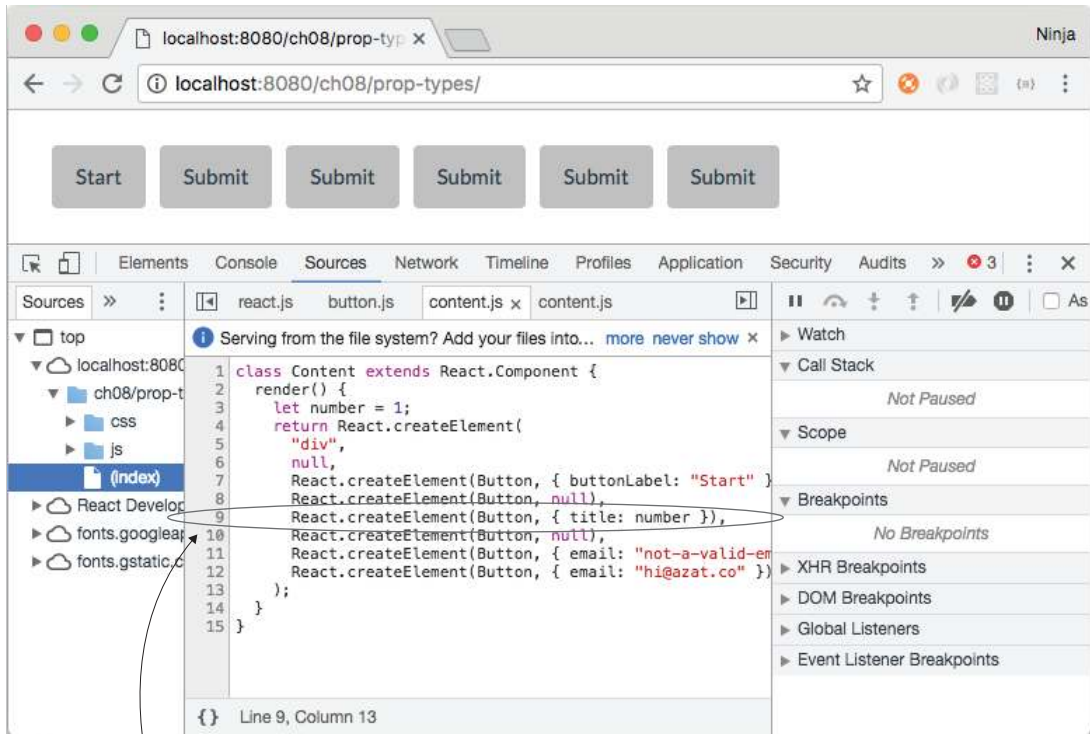 localhost:8080/ch08/prop-typ ×
Ninja
localhost:8080/ch08/prop-types/
Start Submit Submit Submit Submit Submit
Elements Console Sources Network Timeline Profiles Application Security Audits » 3
Sources » react.js button.js content.js × content.js As
Serving from the file system? Add your files into... more never show ×
top
localhost:8080
ch08/prop-t
css
js
(index)
React Develop
fonts.googleap
fonts.gstatic.c
1 class Content extends React.Component {
2 render() {
3 let number = 1;
4 return React.createElement(
5 "div",
6 null,
7 React.createElement(Button, { buttonLabel: "Start" }
8 React.createElement(Button, null),
9 React.createElement(Button, { title: number }),
10 React.createElement(Button, null),
11 React.createElement(Button, { email: "not-a-valid-em
12 React.createElement(Button, { email: "hi@azat.co" })
13 );
14 }
15 }
{} Line 9, Column 13
Watch
Call Stack
Not Paused
Scope
Not Paused
Breakpoints
No Breakpoints
XHR Breakpoints
DOM Breakpoints
Global Listeners
Event Listener Breakpoints